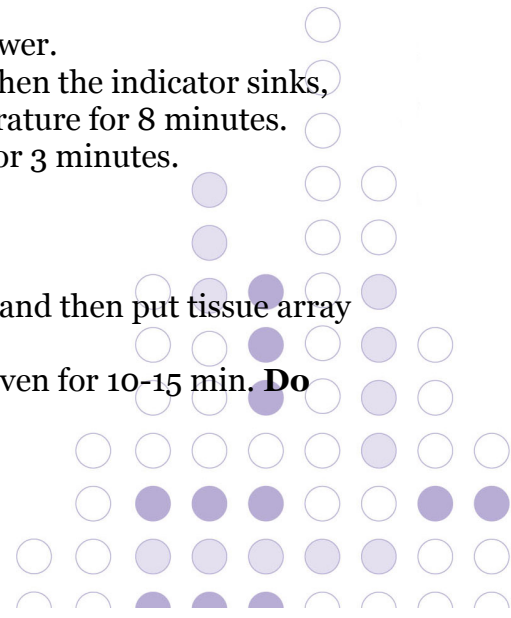 wer.
hen the indicator sinks,
rature for 8 minutes.
or 3 minutes.
and then put tissue array
ven for 10-15 min. Do